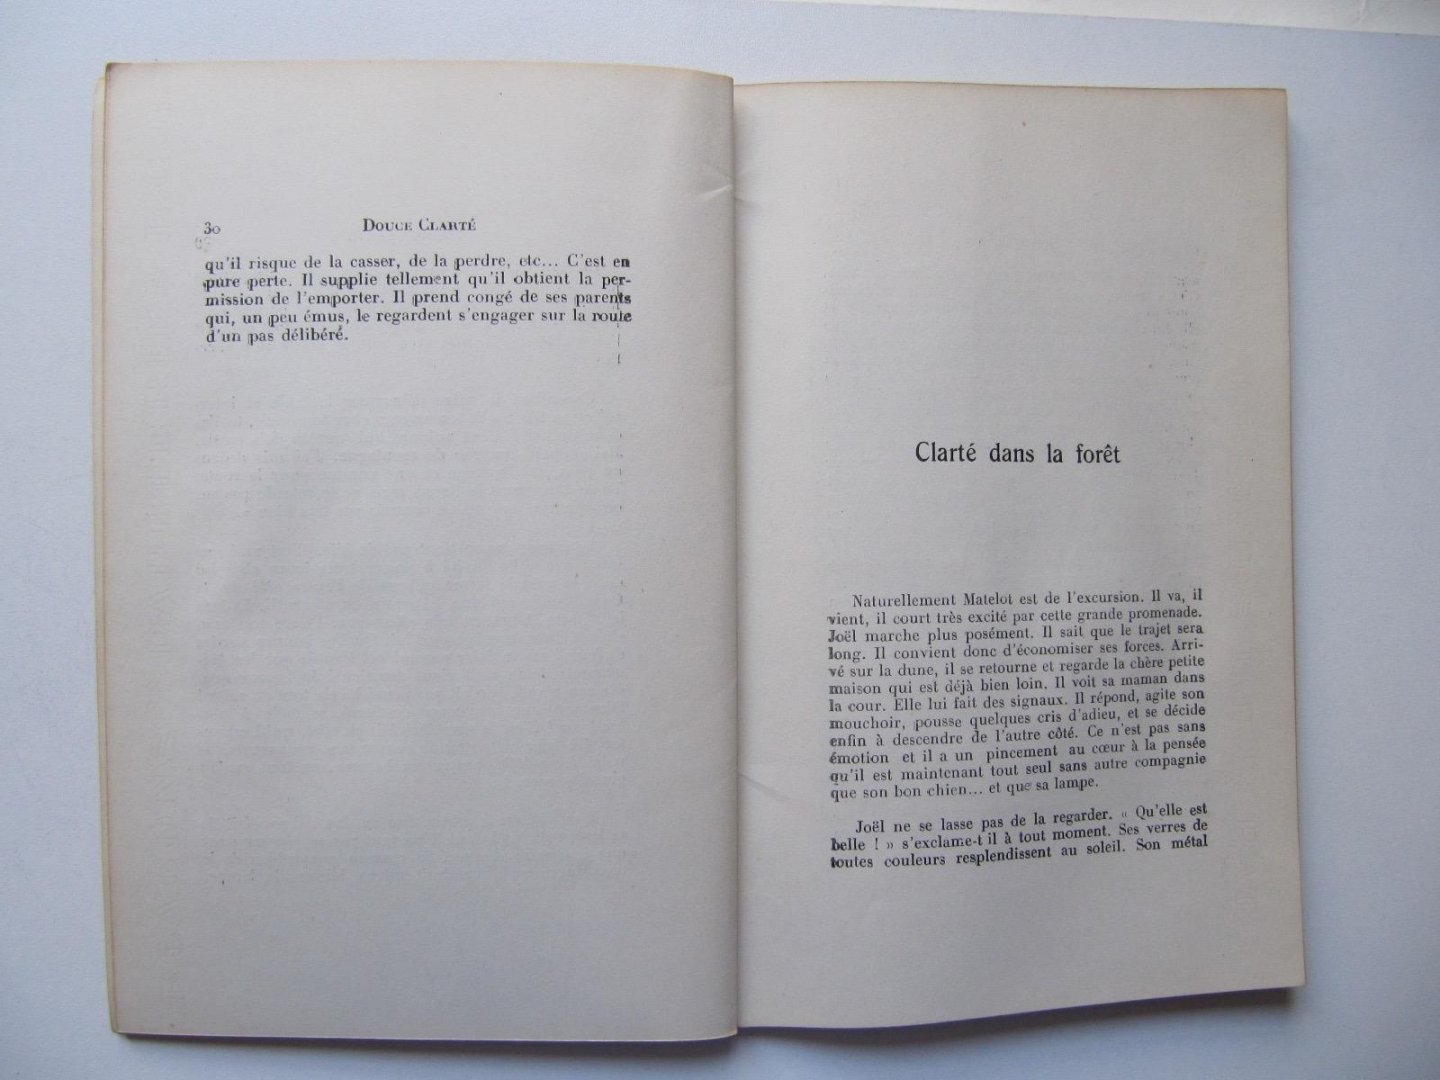 30
DOUCE CLARTÉ
qu'il risque de la casser, de la perdre, etc... C'est en
pure perte. Il supplie tellement qu'il obtient la per-
mission de l'emporter. Il prend congé de ses parents
qui, un peu émus, le regardent s'engager sur la route
d'un pas délibéré.
Clarté dans la forêt
Naturellement Matelot est de l'excursion. Il va, il
vient, il court très excité par cette grande promenade.
Joël marche plus posément. Il sait que le trajet sera
long. Il convient donc d'économiser ses forces. Arri-
vé sur la dune, il se retourne et regarde la chère petite
maison qui est déjà bien loin. Il voit sa maman dans
la cour. Elle lui fait des signaux. Il répond, agite son
mouchoir, pousse quelques cris d'adieu, et se décide
enfin à descendre de l'autre côté. Ce n'est pas sans
émotion et il a un pincement au cœur à la pensée
qu'il est maintenant tout seul sans autre compagnie
que son bon chien... et que sa lampe.
Joël ne se lasse pas de la regarder. « Qu'elle est
belle ! » s'exclame-t il à tout moment. Ses verres de
toutes couleurs resplendissent au soleil. Son métal